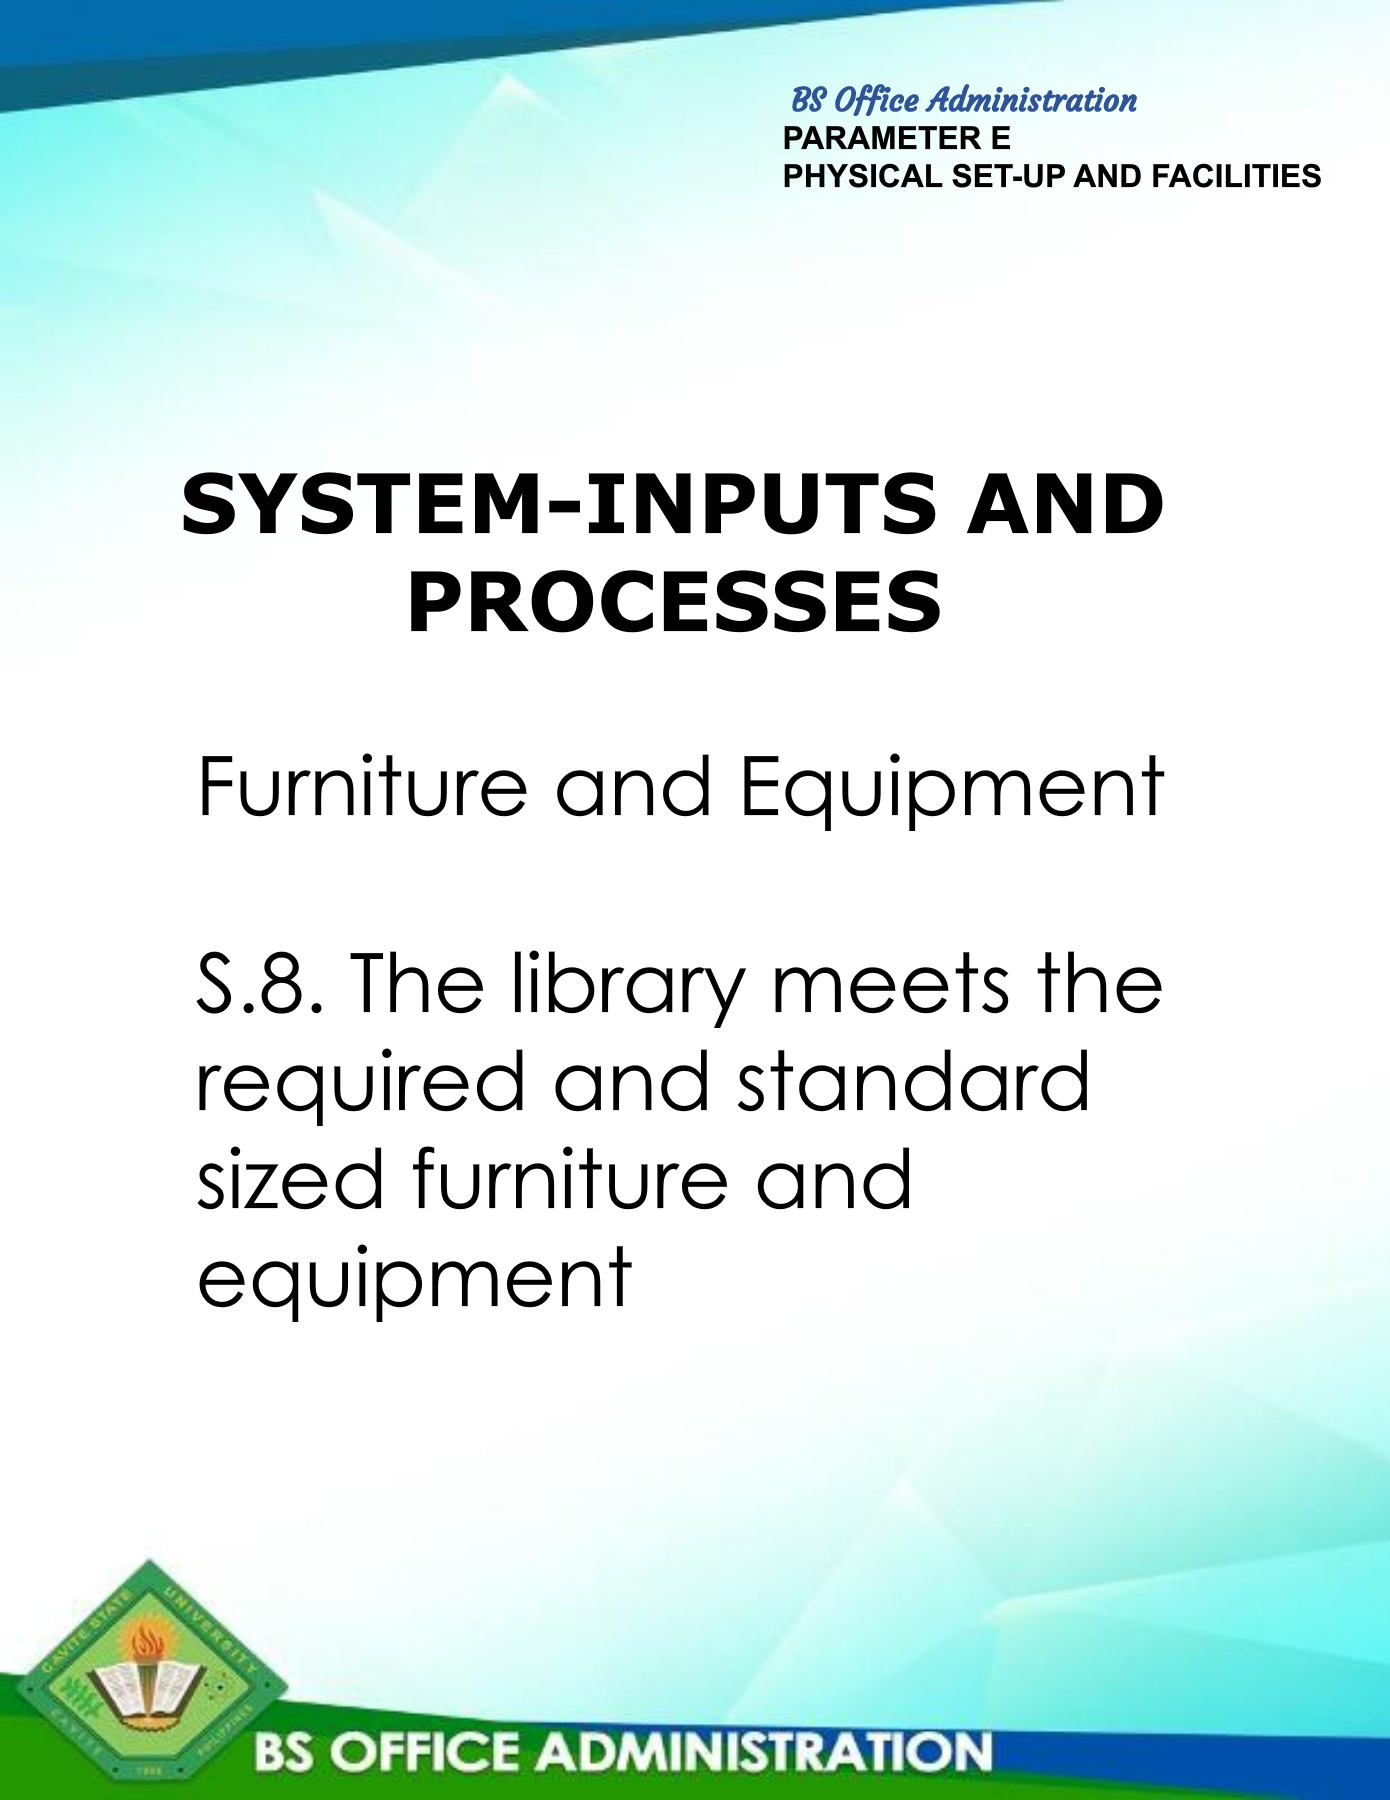 BS Office Administration
PARAMETER E
PHYSICAL SET-UP AND FACILITIES
SYSTEM-INPUTS AND
PROCESSES
Furniture and Equipment
S.8. The library meets the
required and standard
sized furniture and
equipment
CAVITE STATE UNIVERSITY
CAVITE PHILIPPINES
BS OFFICE ADMINISTRATION